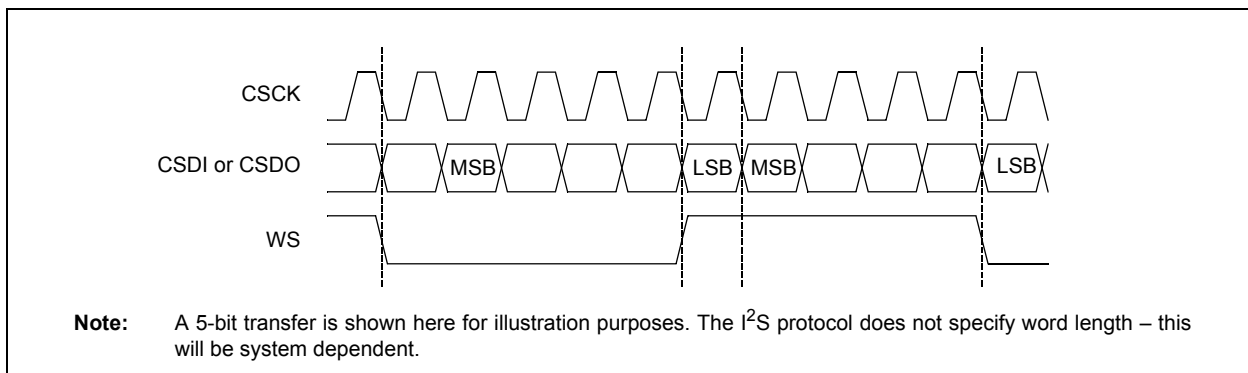 CSCK
CSDI or CSDO
MSB
LSB
MSB
LSB
WS
Note: A 5-bit transfer is shown here for illustration purposes. The I²S protocol does not specify word length – this
will be system dependent.